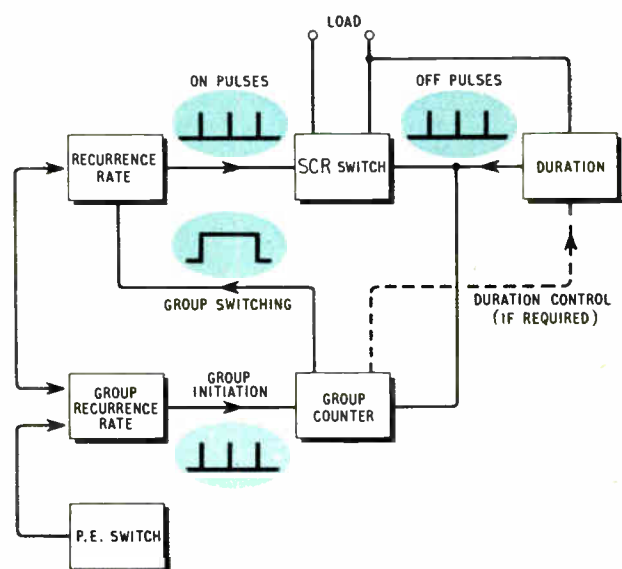 LOAD
ON PULSES
OFF PULSES
RECURRENCE
RATE
SCR SWITCH
DURATION
GROUP SWITCHING
DURATION CONTROL
(IF REQUIRED)
GROUP
RECURRENCE
RATE
GROUP
INITIATION
GROUP
COUNTER
P.E. SWITCH